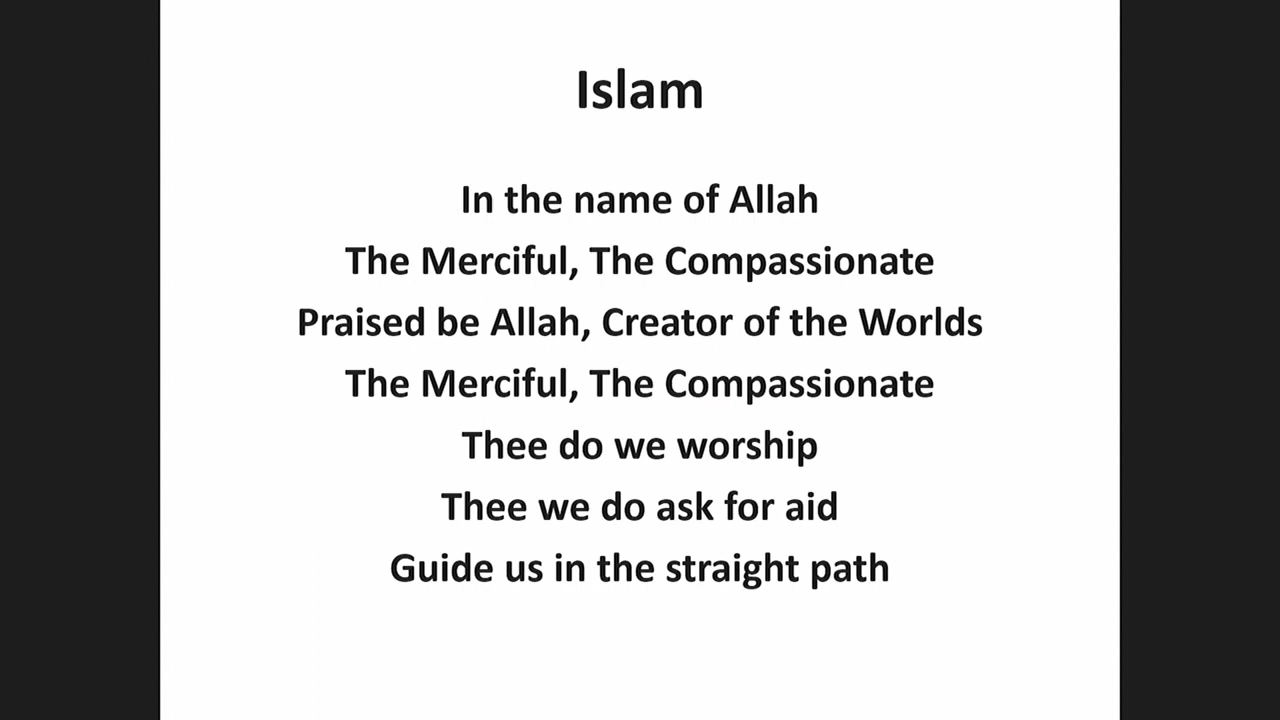 Islam
In the name of Allah
The Merciful, The Compassionate
Praised be Allah, Creator of the Worlds
The Merciful, The Compassionate
Thee do we worship
Thee we do ask for aid
Guide us in the straight path